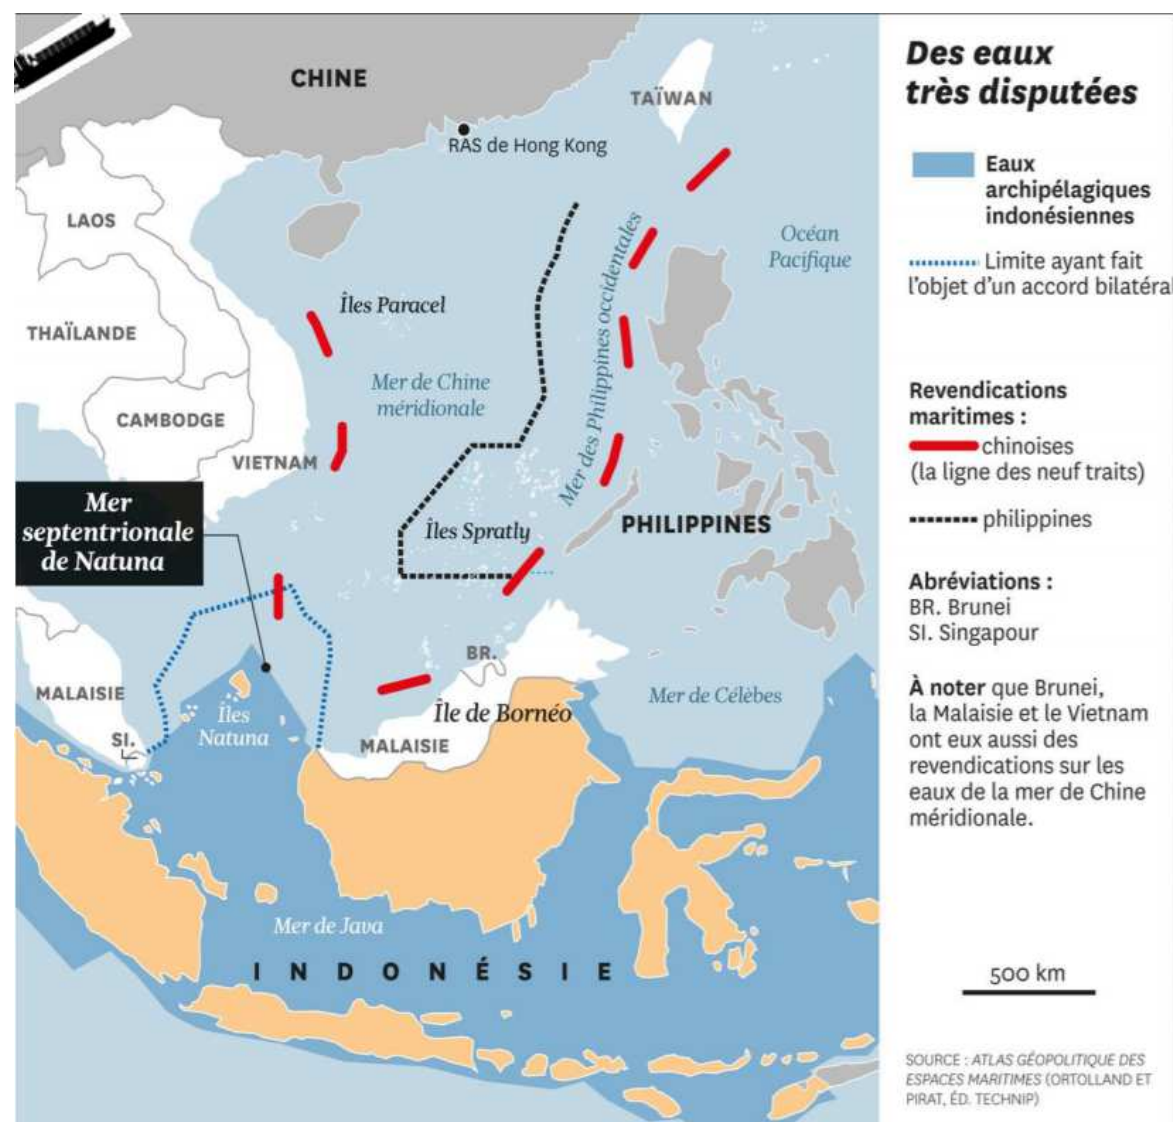 CHINE
TAÏWAN
RAS de Hong Kong
LAOS
Océan
Pacifique
Îles Paracel
THAÏLANDE
Mer de Chine
méridionale
Mer des Philippines occidentales
CAMBODGE
VIETNAM
Mer
septentrionale
de Natuna
Îles Spratly
PHILIPPINES
BR.
MALAISIE
Îles
Natuna
Île de Bornéo
Mer de Célèbes
SI.
MALAISIE
Mer de Java
INDONÉSIE
Des eaux
très disputées
Eaux
archipélagiques
indonésiennes
Limite ayant fait
l’objet d’un accord bilatéral
Revendications
maritimes :
chinoises
(la ligne des neuf traits)
philippines
Abréviations :
BR. Brunei
SI. Singapour
À noter que Brunei,
la Malaisie et le Vietnam
ont eux aussi des
revendications sur les
eaux de la mer de Chine
méridionale.
500 km
SOURCE : ATLAS GÉOPOLITIQUE DES
ESPACES MARITIMES (ORTOLLAND ET
PIRAT, ÉD. TECHNIP)